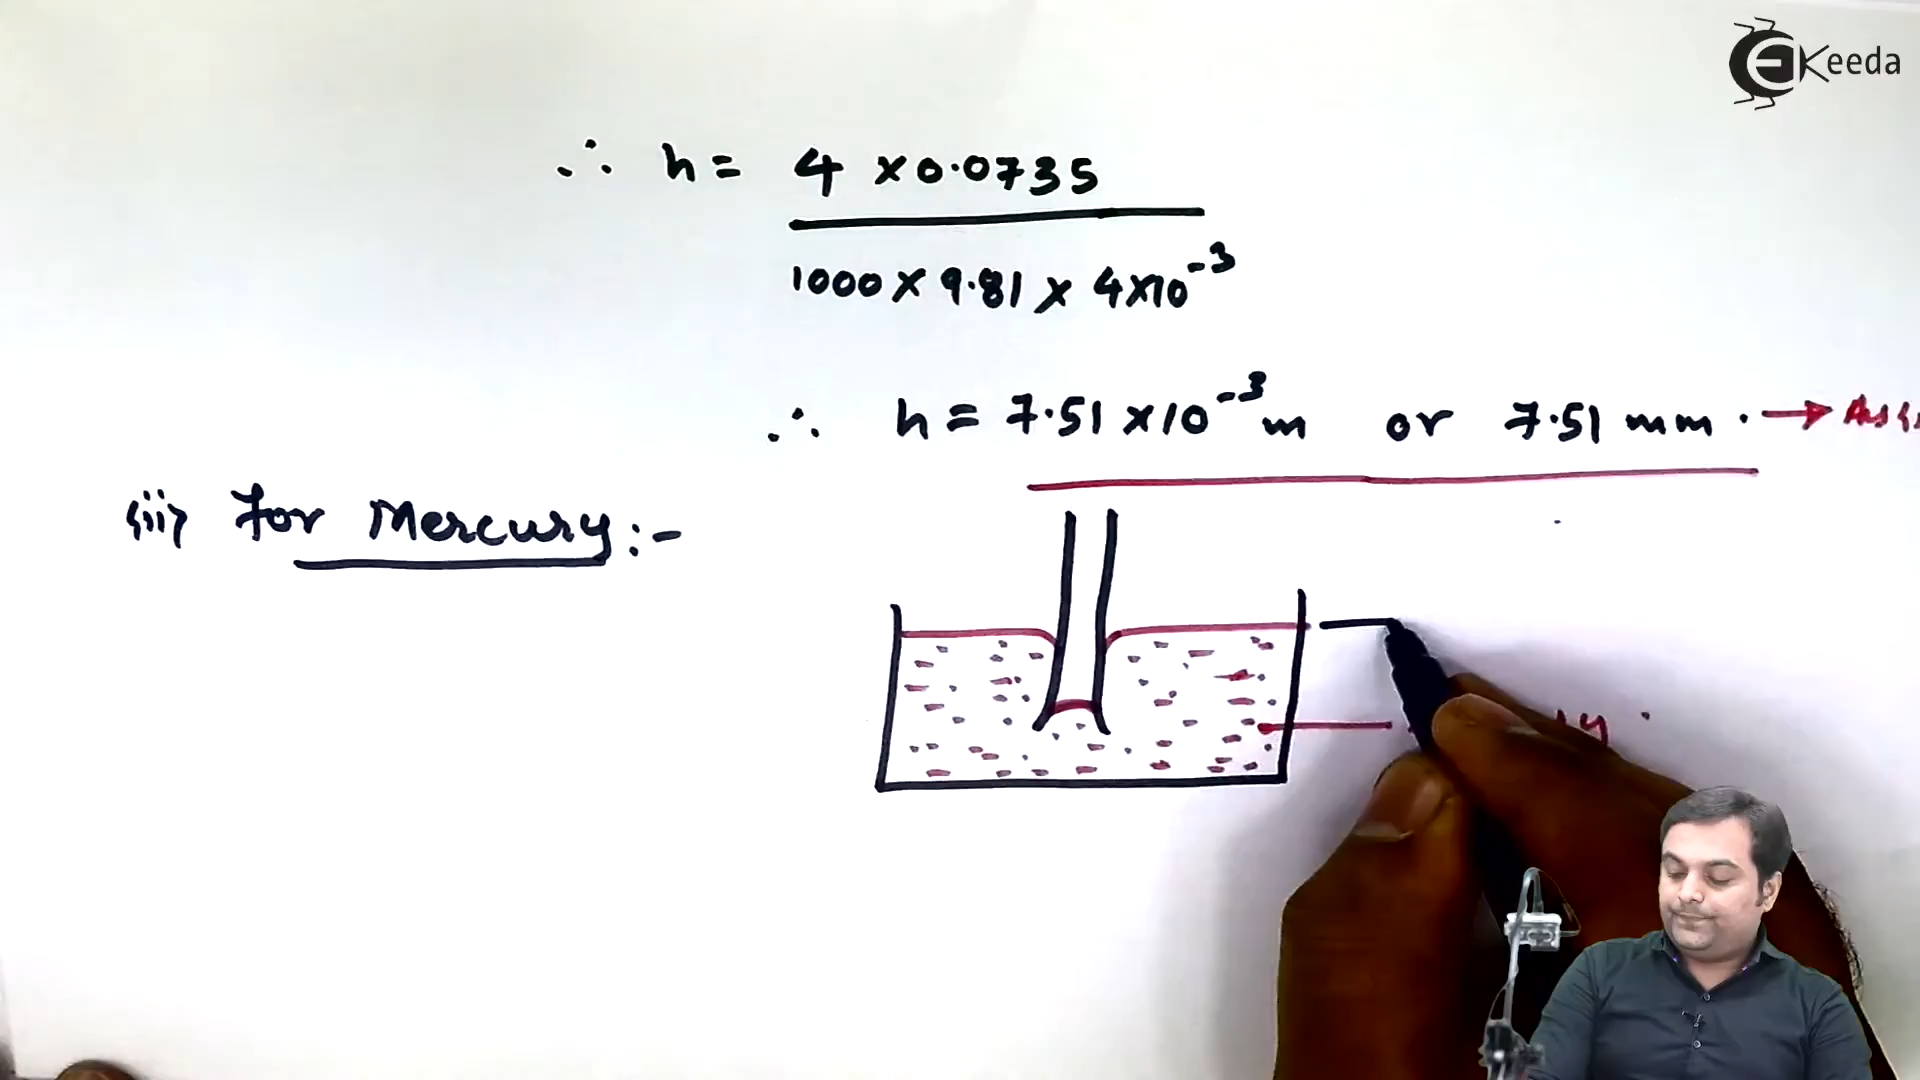 EKeeda
∴ h = 4 × 0.0735
1000 × 9.81 × 4×10⁻³
∴ h = 7.51 × 10⁻³ m or 7.51 mm. →
(ii) For Mercury :-